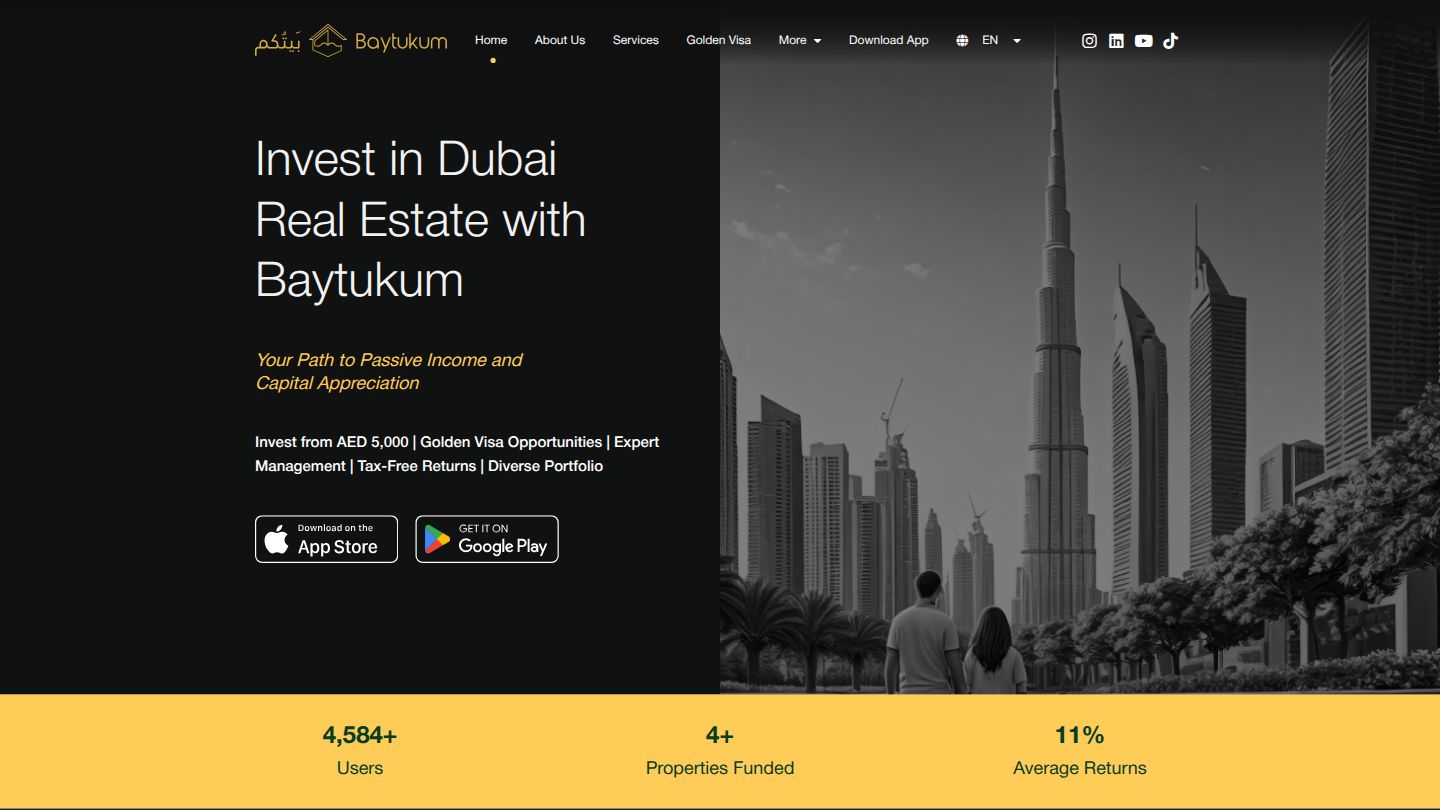 بَيتُكم Baytukum
Home About Us Services Golden Visa More Download App EN
Invest in Dubai
Real Estate with
Baytukum
Your Path to Passive Income and
Capital Appreciation
Invest from AED 5,000 | Golden Visa Opportunities | Expert
Management | Tax-Free Returns | Diverse Portfolio
Download on the
App Store
GET IT ON
Google Play
4,584+
Users
4+
Properties Funded
11%
Average Returns